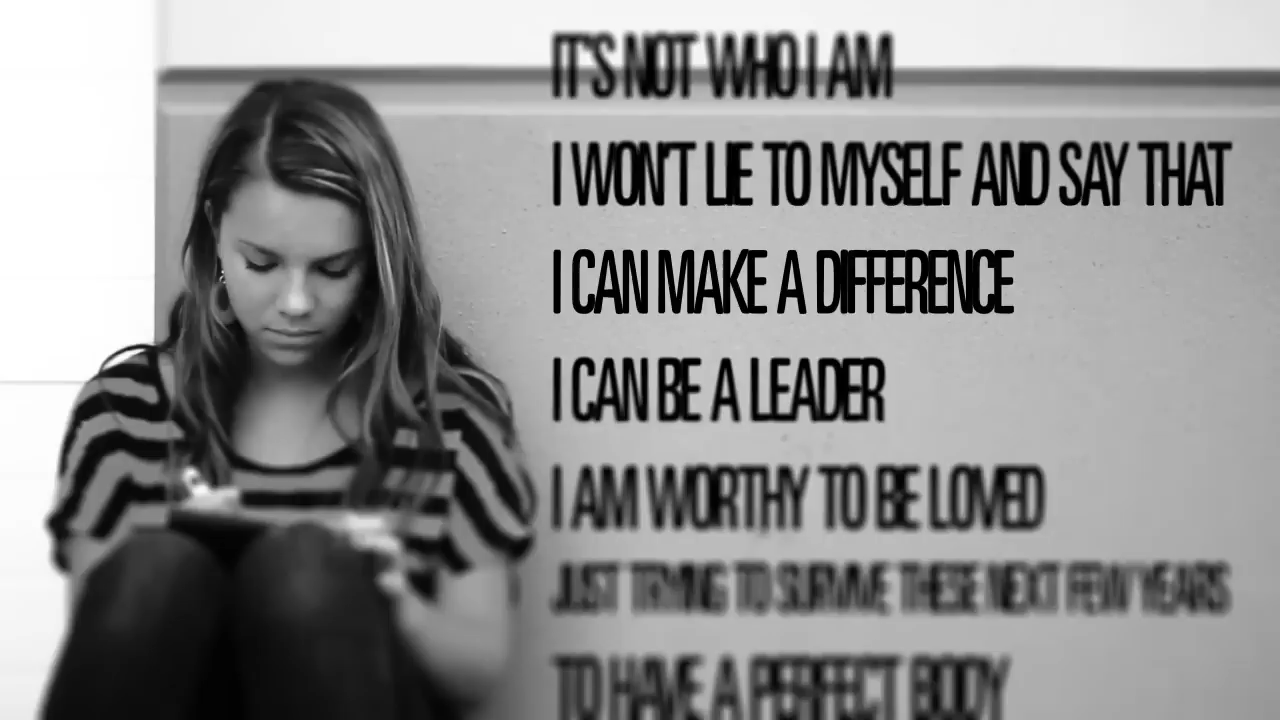 IT'S NOT WHO I AM
I WON'T LIE TO MYSELF AND SAY THAT
I CAN MAKE A DIFFERENCE
I CAN BE A LEADER
I AM WORTHY TO BE LOVED
JUST TRYING TO SURVIVE THESE NEXT FEW YEARS
TO HAVE A PERFECT BODY